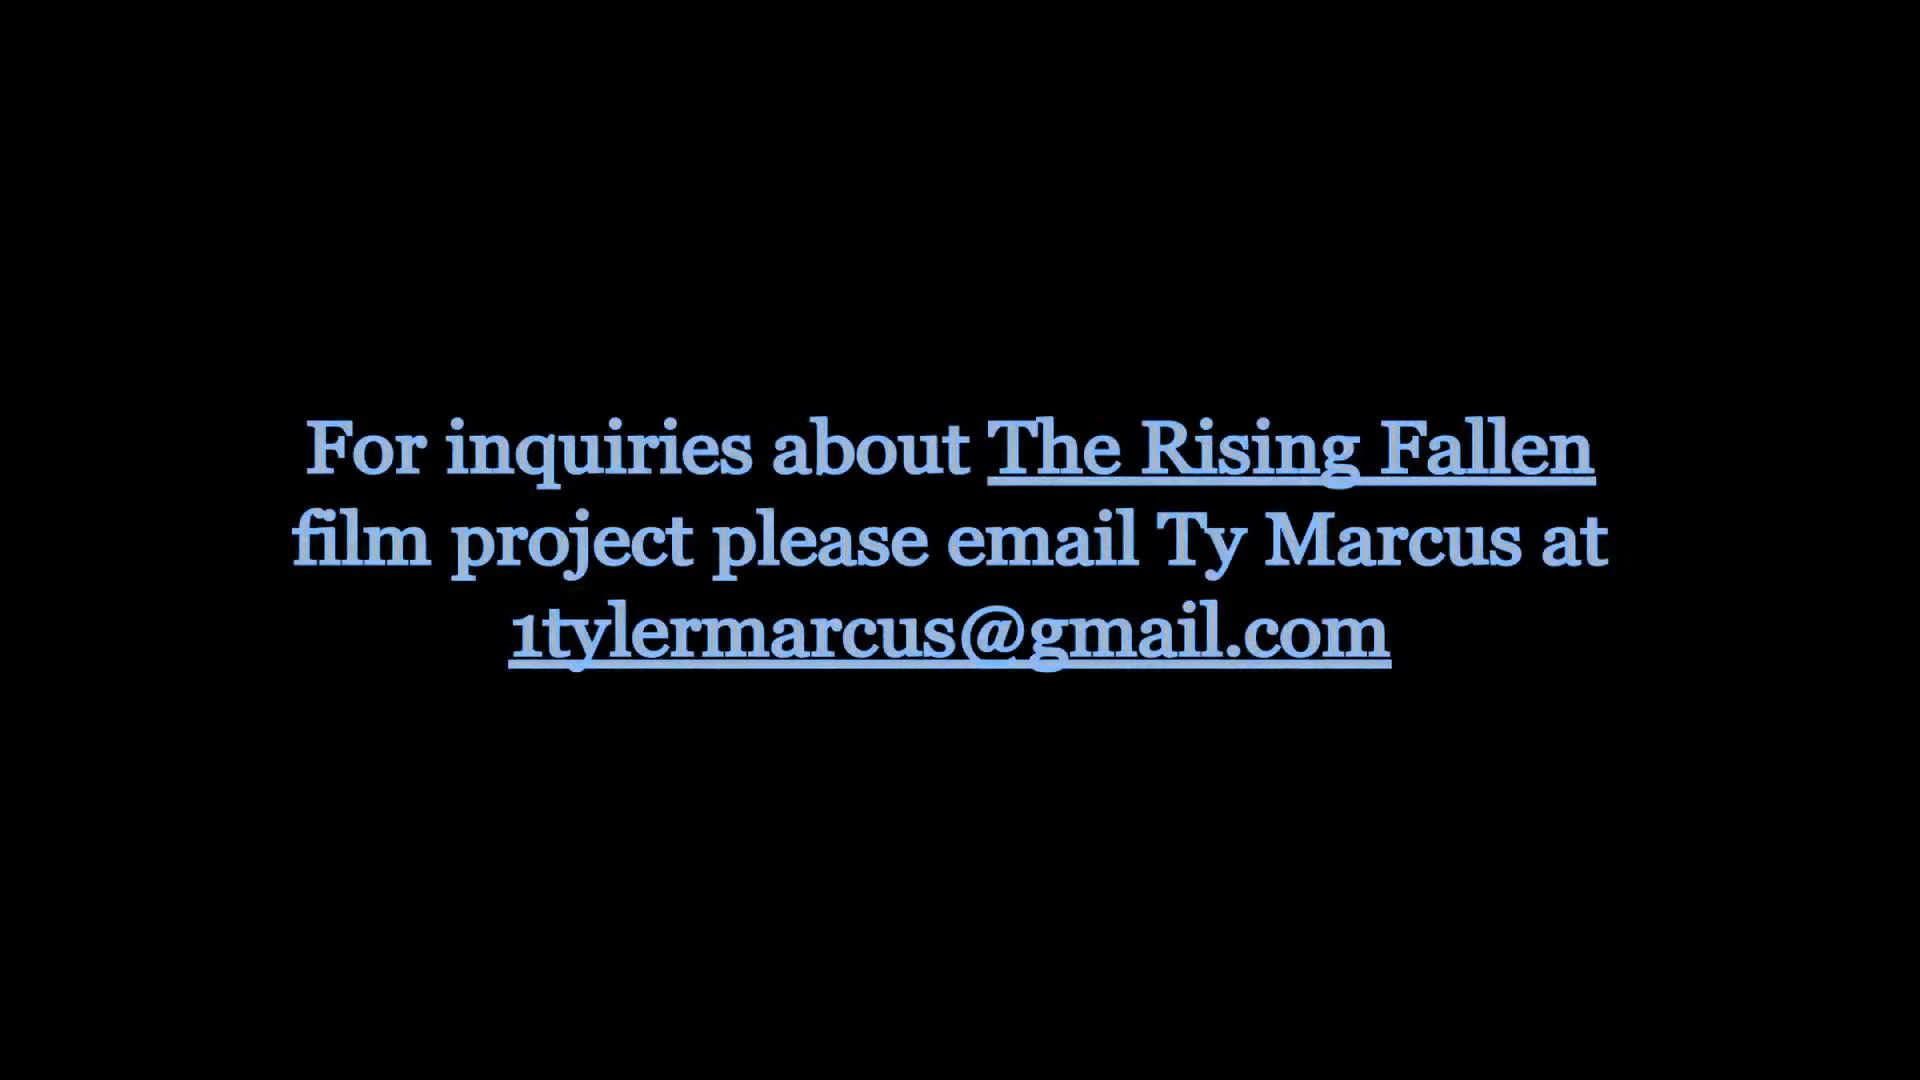 For inquiries about The Rising Fallen
film project please email Ty Marcus at
1tylermarcus@gmail.com